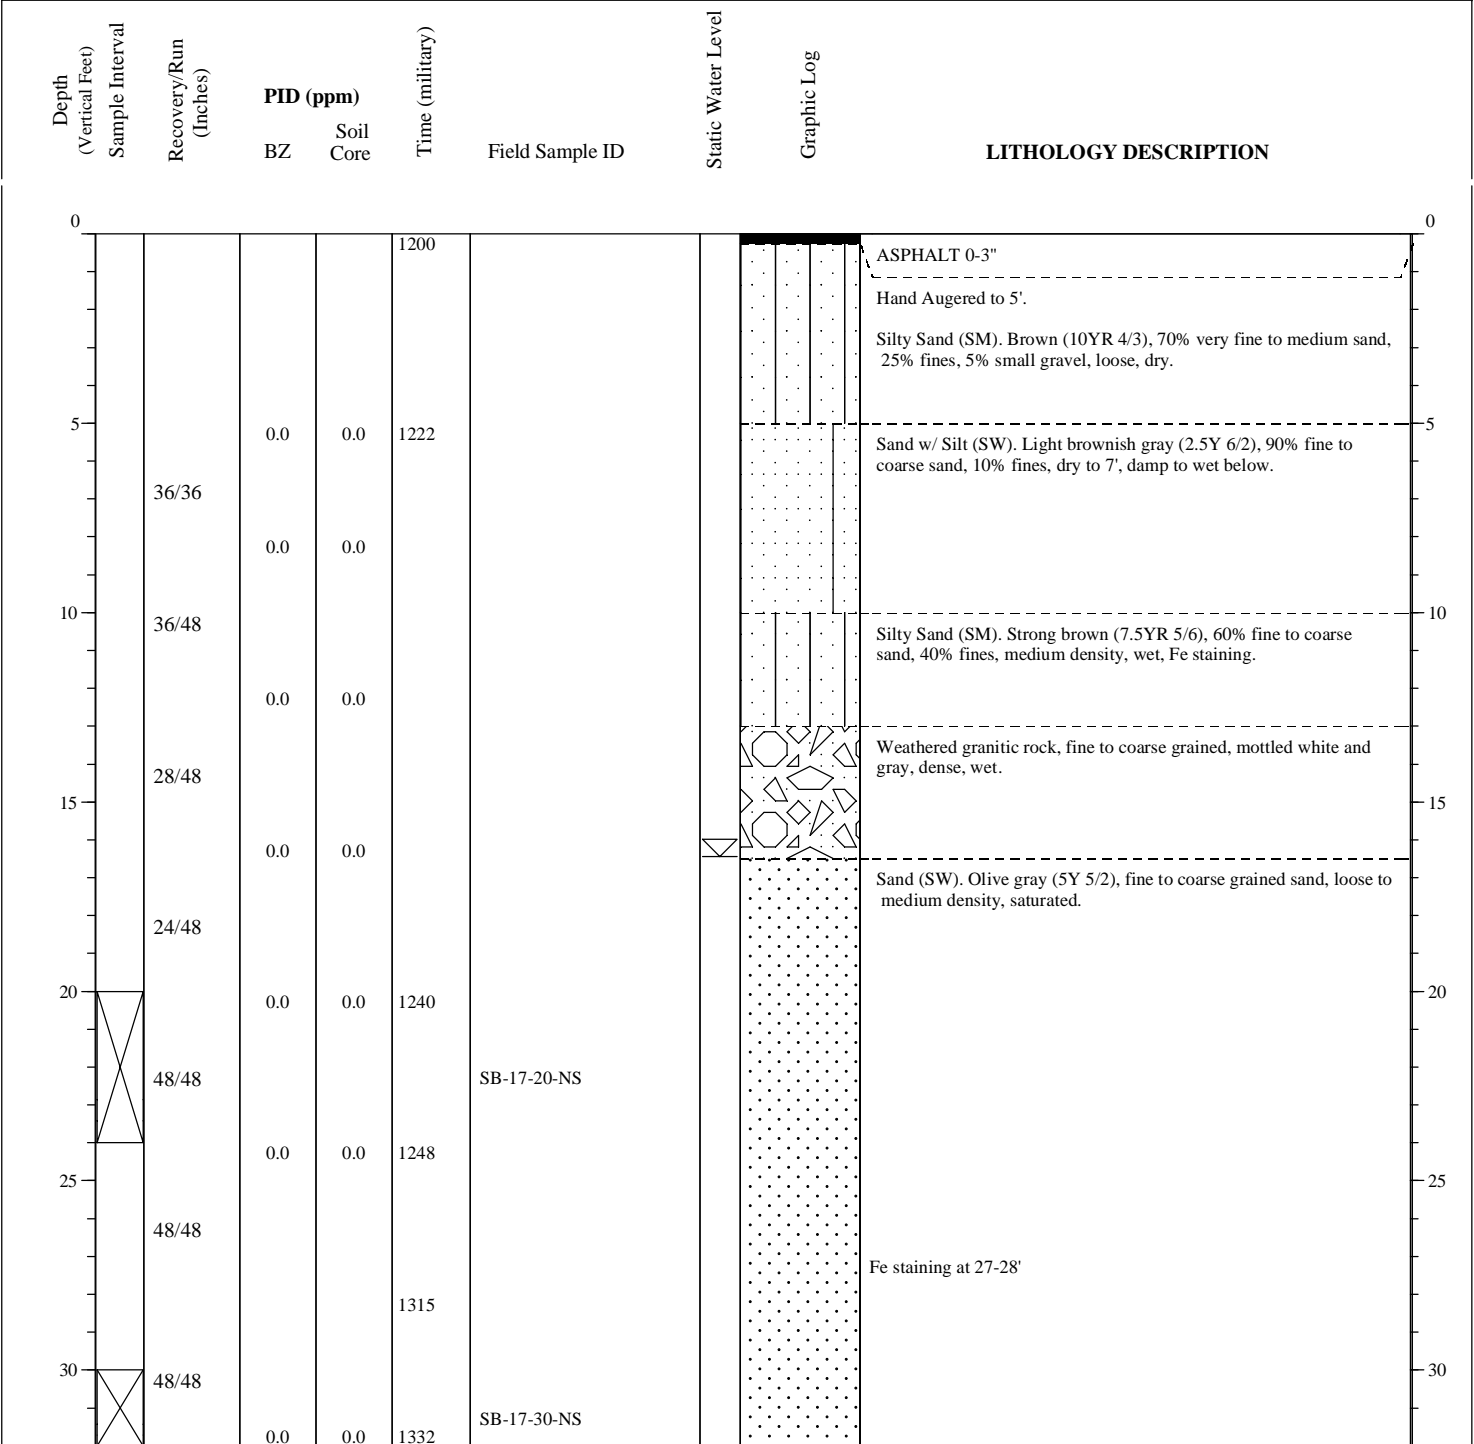 Depth
(Vertical Feet)
Sample Interval
Recovery/Run
(Inches)
PID (ppm)
BZ
Soil
Core
Time (military)
Field Sample ID
Static Water Level
Graphic Log
LITHOLOGY DESCRIPTION
0 0
1200
ASPHALT 0-3"
Hand Augered to 5'.
Silty Sand (SM). Brown (10YR 4/3), 70% very fine to medium sand,
25% fines, 5% small gravel, loose, dry.
5 5
0.0 0.0 1222
Sand w/ Silt (SW). Light brownish gray (2.5Y 6/2), 90% fine to
coarse sand, 10% fines, dry to 7', damp to wet below.
36/36
0.0 0.0
10 10
36/48
Silty Sand (SM). Strong brown (7.5YR 5/6), 60% fine to coarse
sand, 40% fines, medium density, wet, Fe staining.
0.0 0.0
Weathered granitic rock, fine to coarse grained, mottled white and
gray, dense, wet.
28/48
15 15
0.0 0.0
Sand (SW). Olive gray (5Y 5/2), fine to coarse grained sand, loose to
medium density, saturated.
24/48
20 20
0.0 0.0 1240
48/48 SB-17-20-NS
0.0 0.0 1248
25 25
48/48
Fe staining at 27-28'
1315
30 30
48/48
SB-17-30-NS
0.0 0.0 1332